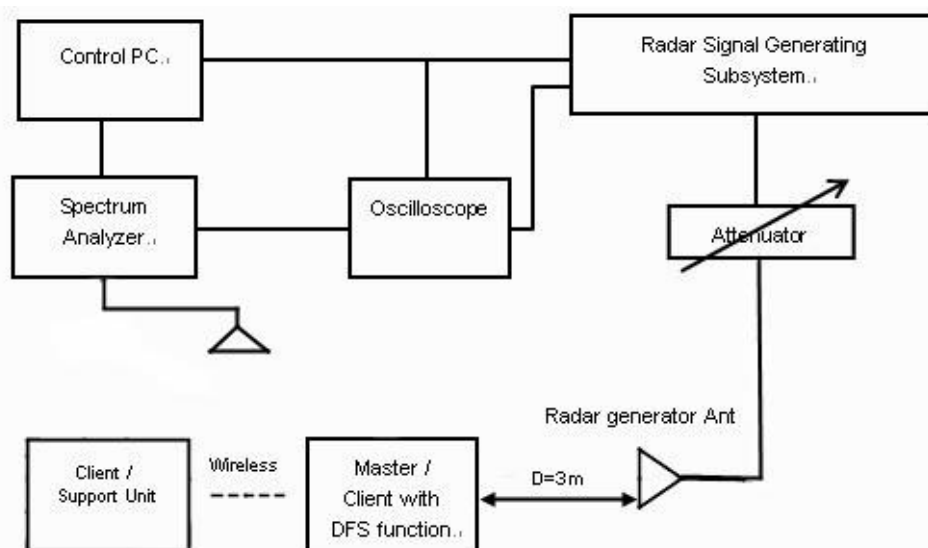 Control PC.
Radar Signal Generating
Subsystem.
Spectrum
Analyzer.
Oscilloscope
Attenuator
Radar generator Ant
Client /
Support Unit
Wireless
Master /
Client with
DFS function.
D=3m